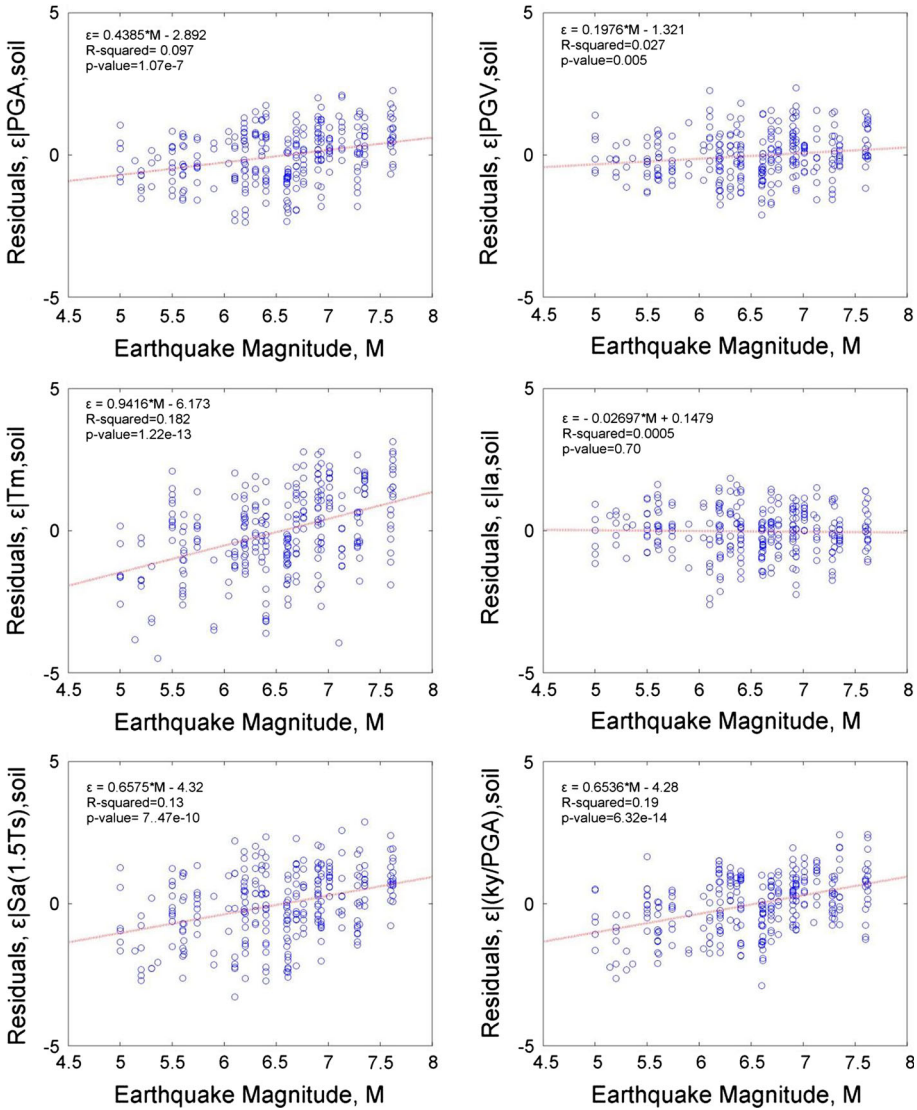 5
ε= 0.4385*M - 2.892
R-squared= 0.097
p-value=1.07e-7
0
-5
Residuals, ε|PGA,soil
4.5 5 5.5 6 6.5 7 7.5 8
Earthquake Magnitude, M
5
ε = 0.1976*M - 1.321
R-squared=0.027
p-value=0.005
0
-5
Residuals, ε|PGV,soil
4.5 5 5.5 6 6.5 7 7.5 8
Earthquake Magnitude, M
5
ε = 0.9416*M - 6.173
R-squared=0.182
p-value=1.22e-13
0
-5
Residuals, ε|Tm,soil
4.5 5 5.5 6 6.5 7 7.5 8
Earthquake Magnitude, M
5
ε = - 0.02697*M + 0.1479
R-squared=0.0005
p-value=0.70
0
-5
Residuals, ε|Ia,soil
4.5 5 5.5 6 6.5 7 7.5 8
Earthquake Magnitude, M
5
ε = 0.6575*M - 4.32
R-squared=0.13
p-value= 7..47e-10
0
-5
Residuals, ε|Sa(1.5Ts),soil
4.5 5 5.5 6 6.5 7 7.5 8
Earthquake Magnitude, M
5
ε = 0.6536*M - 4.28
R-squared=0.19
p-value=6.32e-14
0
-5
Residuals, ε|(ky/PGA),soil
4.5 5 5.5 6 6.5 7 7.5 8
Earthquake Magnitude, M